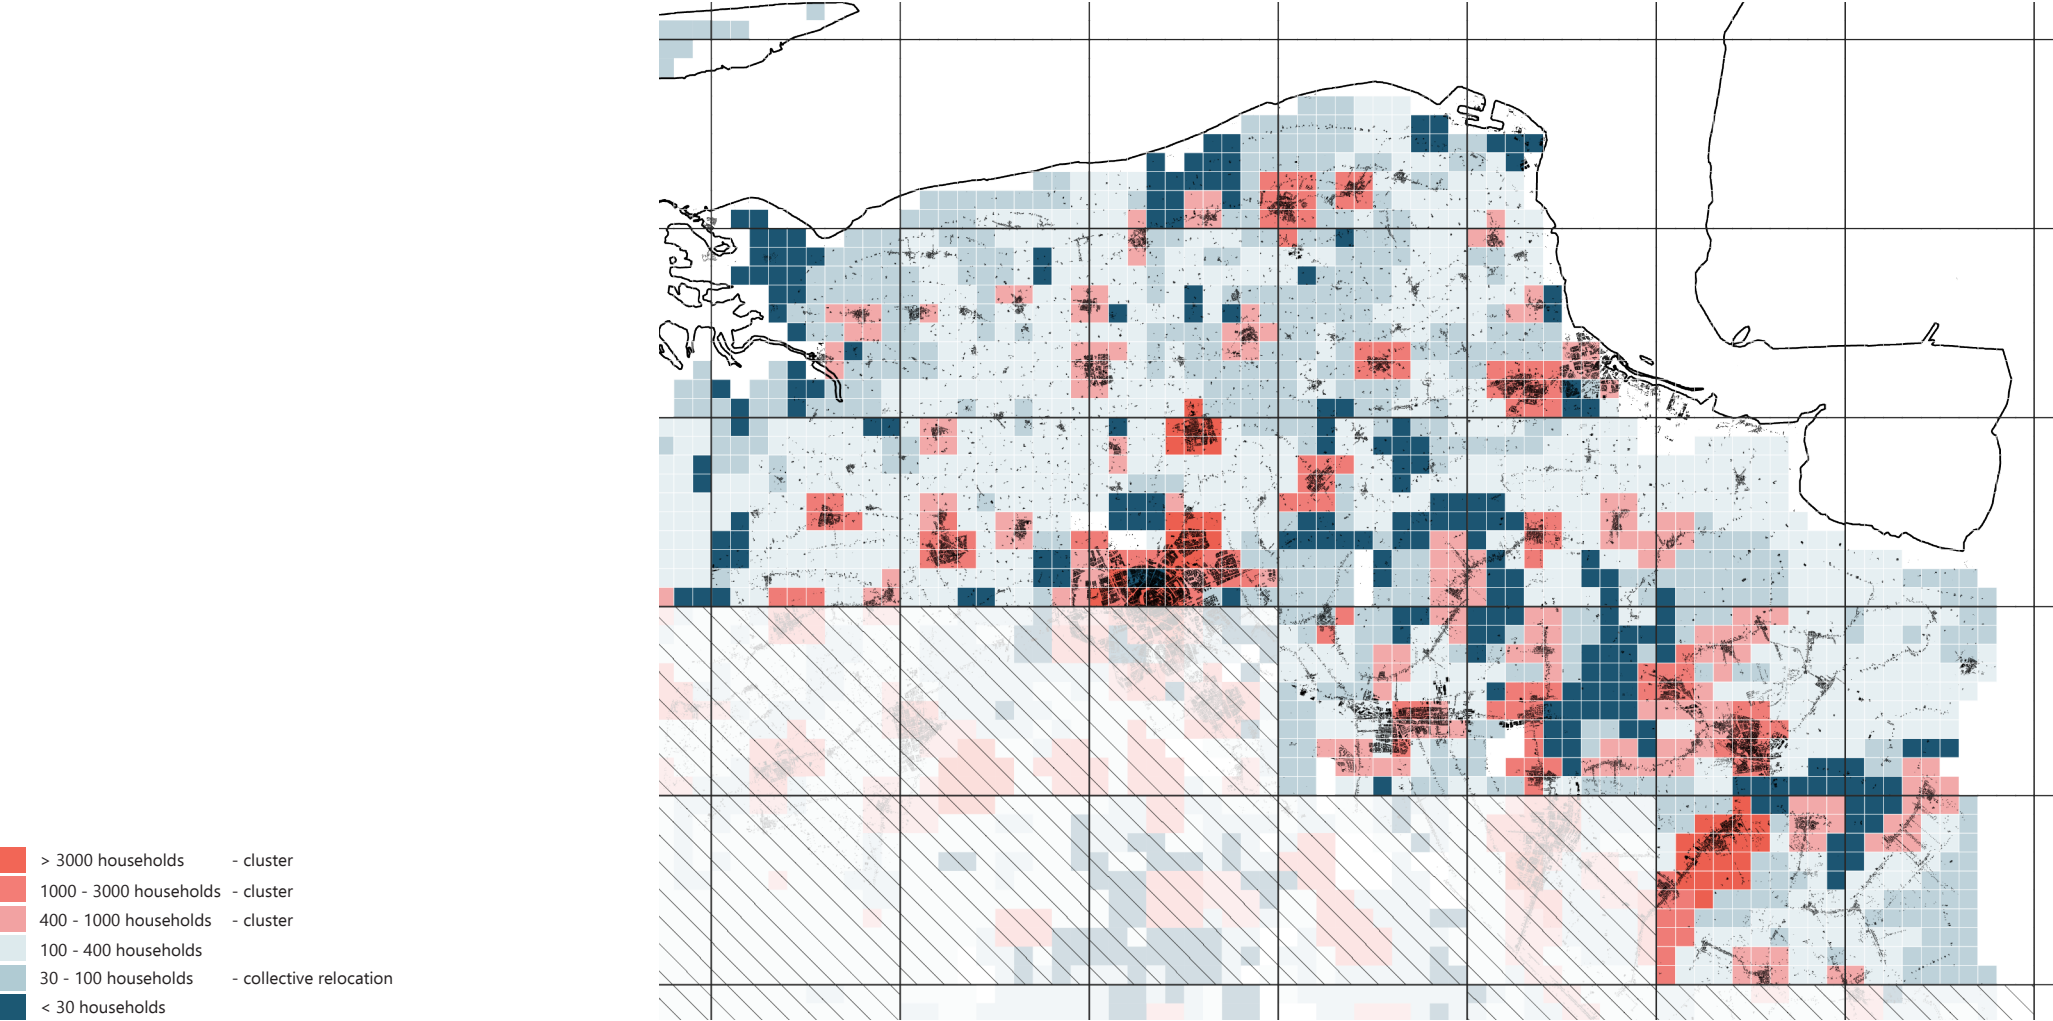 > 3000 households - cluster
1000 - 3000 households - cluster
400 - 1000 households - cluster
100 - 400 households
30 - 100 households - collective relocation
< 30 households